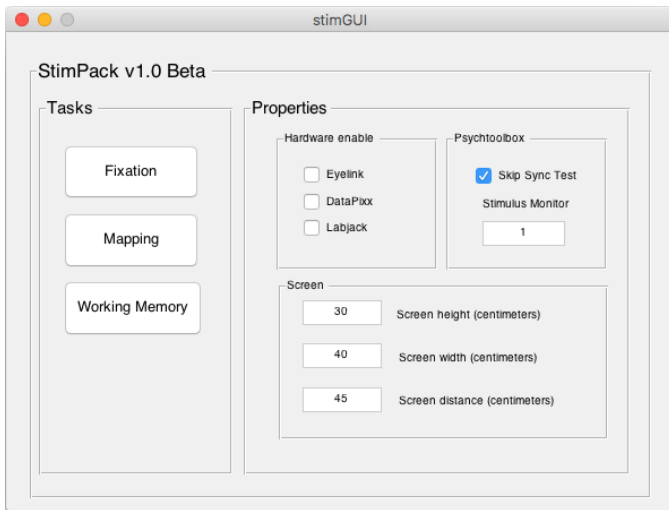 stimGUI
StimPack v1.0 Beta
Tasks
Fixation
Mapping
Working Memory
Properties
Hardware enable
Eyelink
DataPixx
Labjack
Psychtoolbox
Skip Sync Test
Stimulus Monitor
1
Screen
30 Screen height (centimeters)
40 Screen width (centimeters)
45 Screen distance (centimeters)